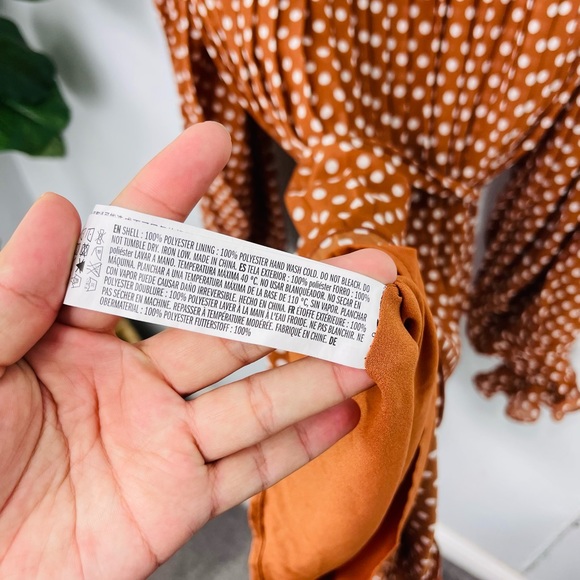 EN SHELL : 100% POLYESTER LINING : 100% POLYESTER HAND WASH COLD. DO NOT BLEACH. DO
NOT TUMBLE DRY. IRON LOW. MADE IN CHINA. ES TELA EXTERIOR : 100% poliéster FORRO : 100%
poliéster LAVAR A MANO. TEMPERATURA MÁXIMA 40 °C. NO USAR BLANQUEADOR. NO SECAR EN
MÁQUINA. PLANCHAR A UNA TEMPERATURA MÁXIMA DE LA BASE DE 110 °C, SIN VAPOR. PLANCHAR
CON VAPOR PUEDE CAUSAR DAÑO IRREVERSIBLE. HECHO EN CHINA. FR ÉTOFFE EXTÉRIEURE : 100%
POLYESTER DOUBLURE : 100% POLYESTER LAVER À LA MAIN À L'EAU FROIDE. NE PAS BLANCHIR. NE
PAS SÉCHER EN MACHINE. REPASSER À TEMPÉRATURE MODÉRÉE. FABRIQUE EN CHINE. DE
OBERMATERIAL : 100% POLYESTER FUTTERSTOFF : 100%